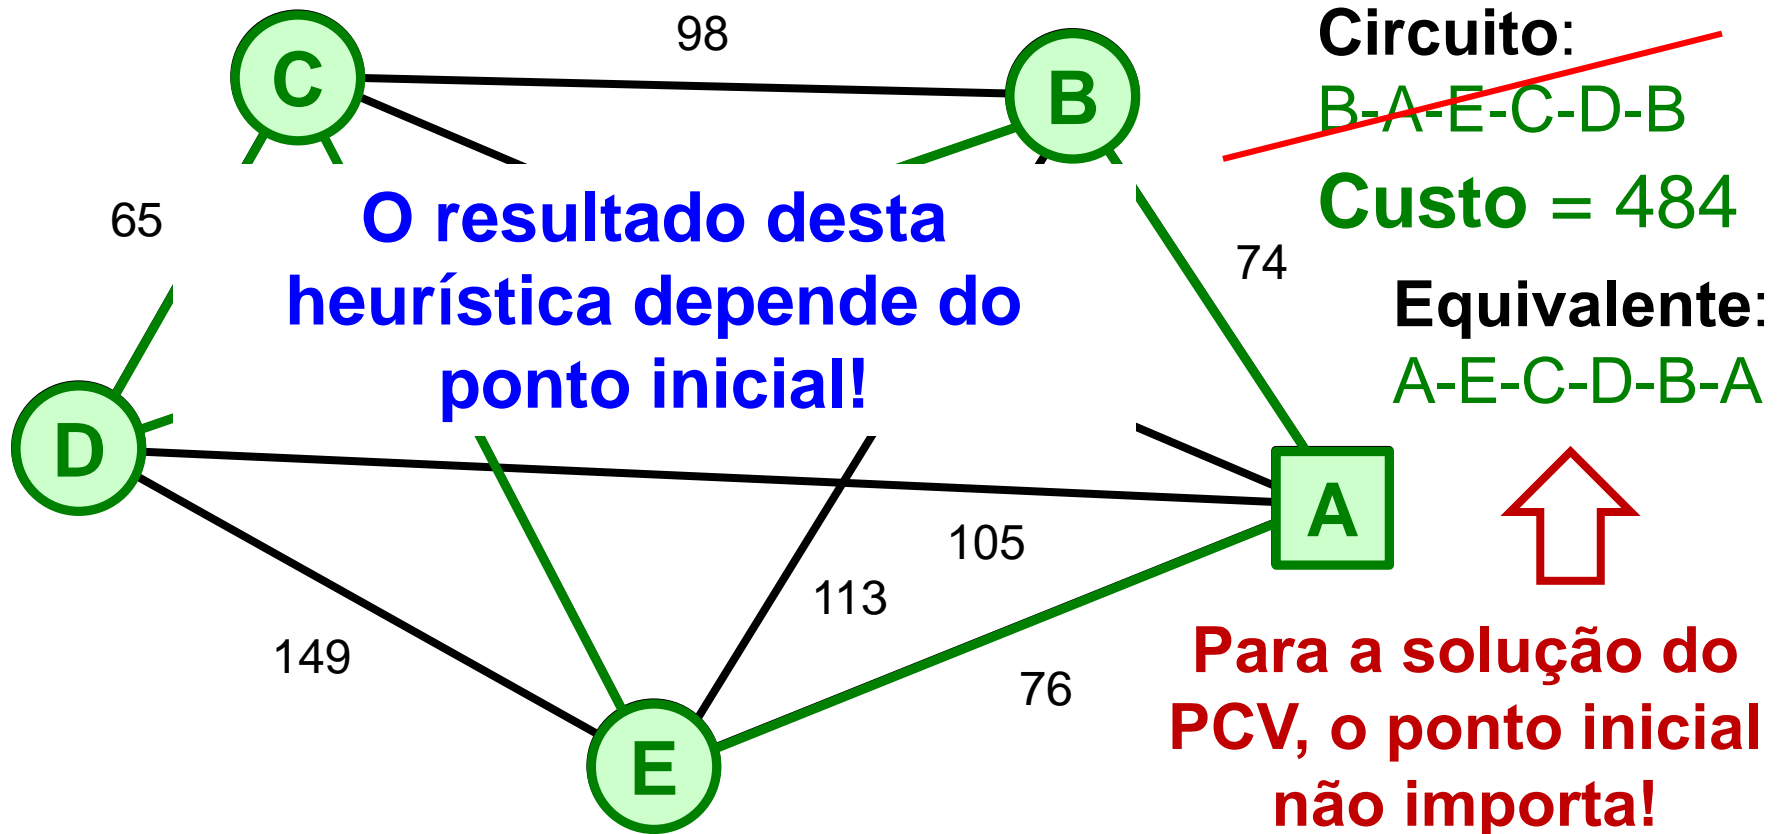 C
98
B
Circuito:
B-A-E-C-D-B
Custo = 484
65
O resultado desta
heurística depende do
ponto inicial!
74
Equivalente:
A-E-C-D-B-A
D
A
105
113
149
76
E
Para a solução do
PCV, o ponto inicial
não importa!